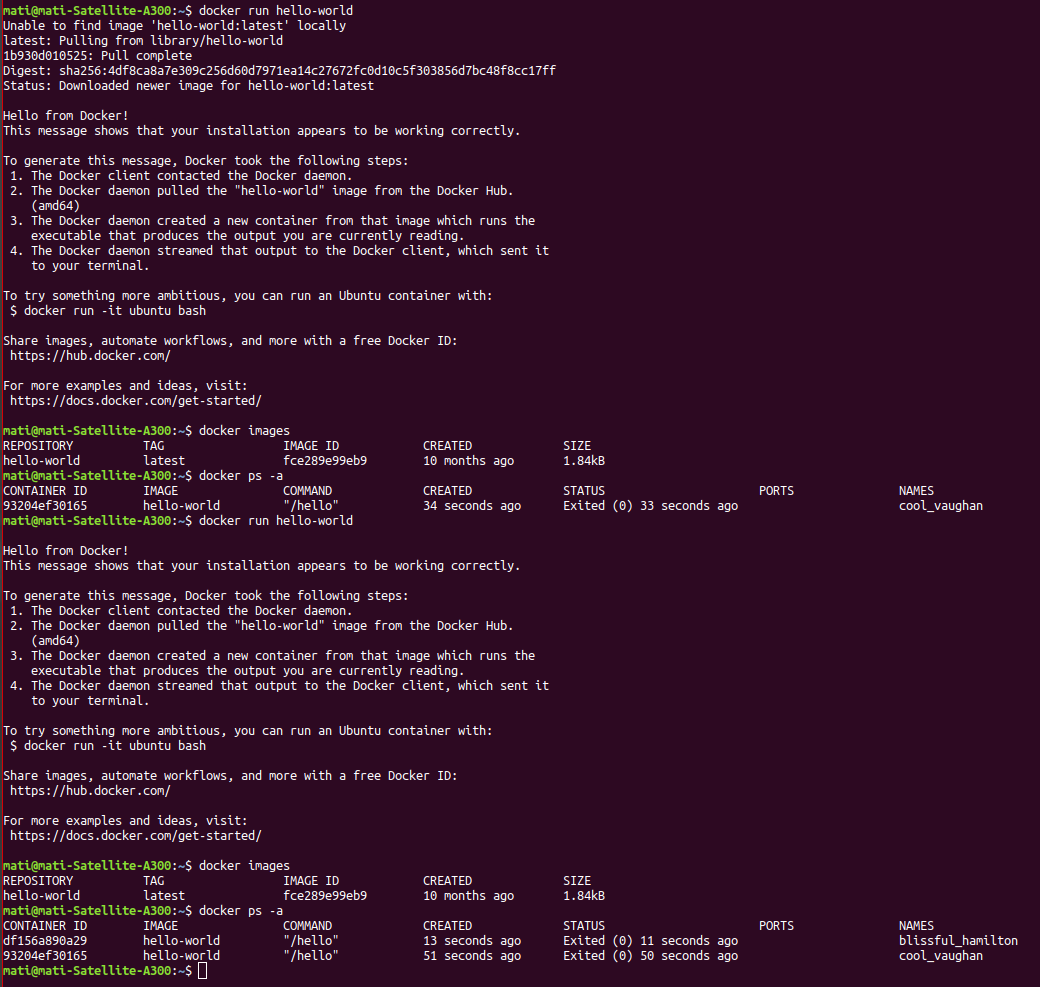 mati@mati-Satellite-A300:~$ docker run hello-world
Unable to find image 'hello-world:latest' locally
latest: Pulling from library/hello-world
1b930d010525: Pull complete
Digest: sha256:4df8ca8a7e309c256d60d7971ea14c27672fc0d10c5f303856d7bc48f8cc17ff
Status: Downloaded newer image for hello-world:latest

Hello from Docker!
This message shows that your installation appears to be working correctly.

To generate this message, Docker took the following steps:
 1. The Docker client contacted the Docker daemon.
 2. The Docker daemon pulled the "hello-world" image from the Docker Hub.
    (amd64)
 3. The Docker daemon created a new container from that image which runs the
    executable that produces the output you are currently reading.
 4. The Docker daemon streamed that output to the Docker client, which sent it
    to your terminal.

To try something more ambitious, you can run an Ubuntu container with:
 $ docker run -it ubuntu bash

Share images, automate workflows, and more with a free Docker ID:
 https://hub.docker.com/

For more examples and ideas, visit:
 https://docs.docker.com/get-started/

mati@mati-Satellite-A300:~$ docker images
REPOSITORY          TAG                 IMAGE ID            CREATED             SIZE
hello-world         latest              fce289e99eb9        10 months ago       1.84kB
mati@mati-Satellite-A300:~$ docker ps -a
CONTAINER ID        IMAGE               COMMAND             CREATED             STATUS                      PORTS               NAMES
93204ef30165        hello-world         "/hello"            34 seconds ago      Exited (0) 33 seconds ago                       cool_vaughan
mati@mati-Satellite-A300:~$ docker run hello-world

Hello from Docker!
This message shows that your installation appears to be working correctly.

To generate this message, Docker took the following steps:
 1. The Docker client contacted the Docker daemon.
 2. The Docker daemon pulled the "hello-world" image from the Docker Hub.
    (amd64)
 3. The Docker daemon created a new container from that image which runs the
    executable that produces the output you are currently reading.
 4. The Docker daemon streamed that output to the Docker client, which sent it
    to your terminal.

To try something more ambitious, you can run an Ubuntu container with:
 $ docker run -it ubuntu bash

Share images, automate workflows, and more with a free Docker ID:
 https://hub.docker.com/

For more examples and ideas, visit:
 https://docs.docker.com/get-started/

mati@mati-Satellite-A300:~$ docker images
REPOSITORY          TAG                 IMAGE ID            CREATED             SIZE
hello-world         latest              fce289e99eb9        10 months ago       1.84kB
mati@mati-Satellite-A300:~$ docker ps -a
CONTAINER ID        IMAGE               COMMAND             CREATED             STATUS                      PORTS               NAMES
df156a890a29        hello-world         "/hello"            13 seconds ago      Exited (0) 11 seconds ago                       blissful_hamilton
93204ef30165        hello-world         "/hello"            51 seconds ago      Exited (0) 50 seconds ago                       cool_vaughan
mati@mati-Satellite-A300:~$